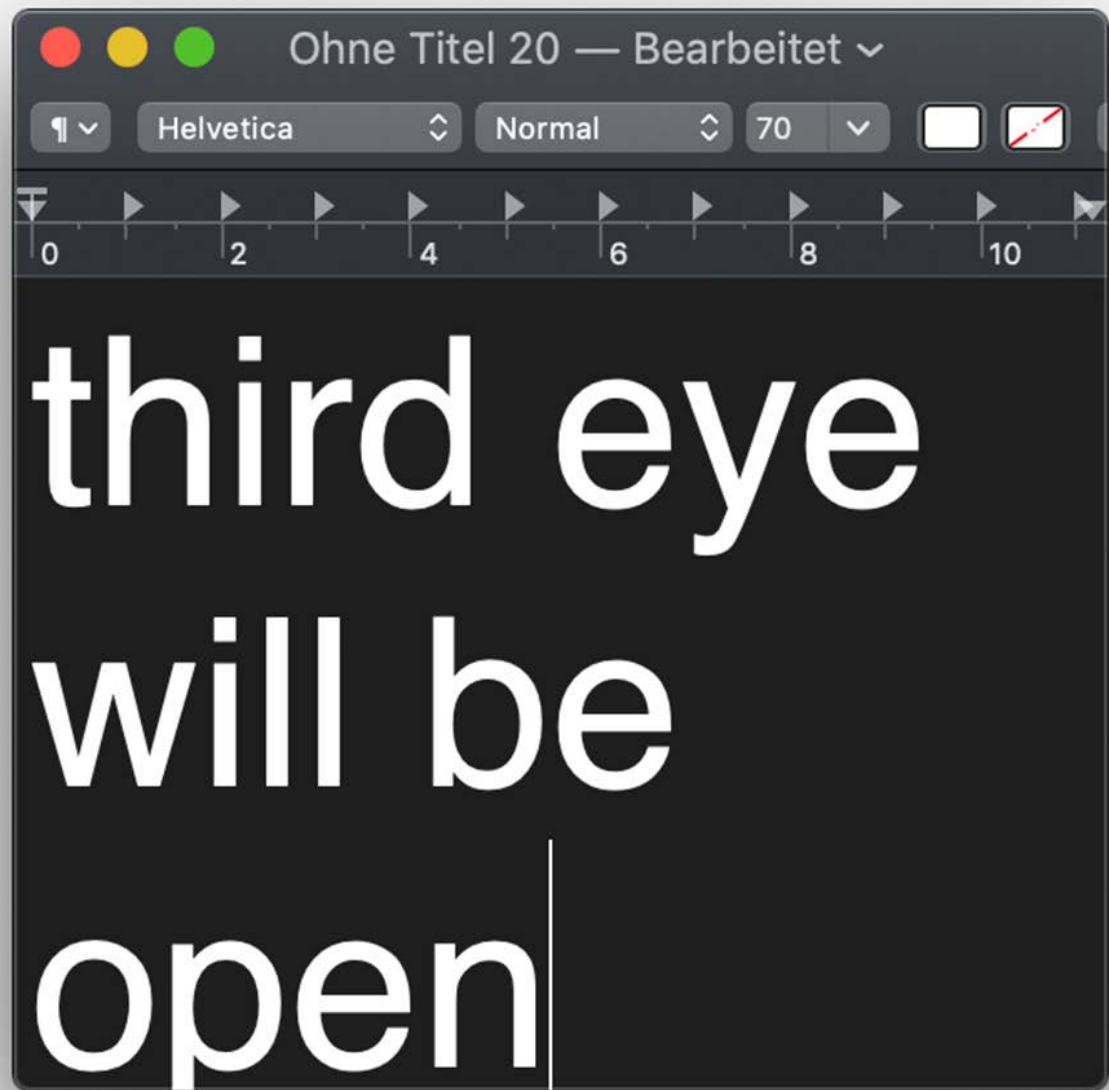 Ohne Titel 20 — Bearbeitet
¶ Helvetica Normal 70
0 2 4 6 8 10
third eye
will be
open